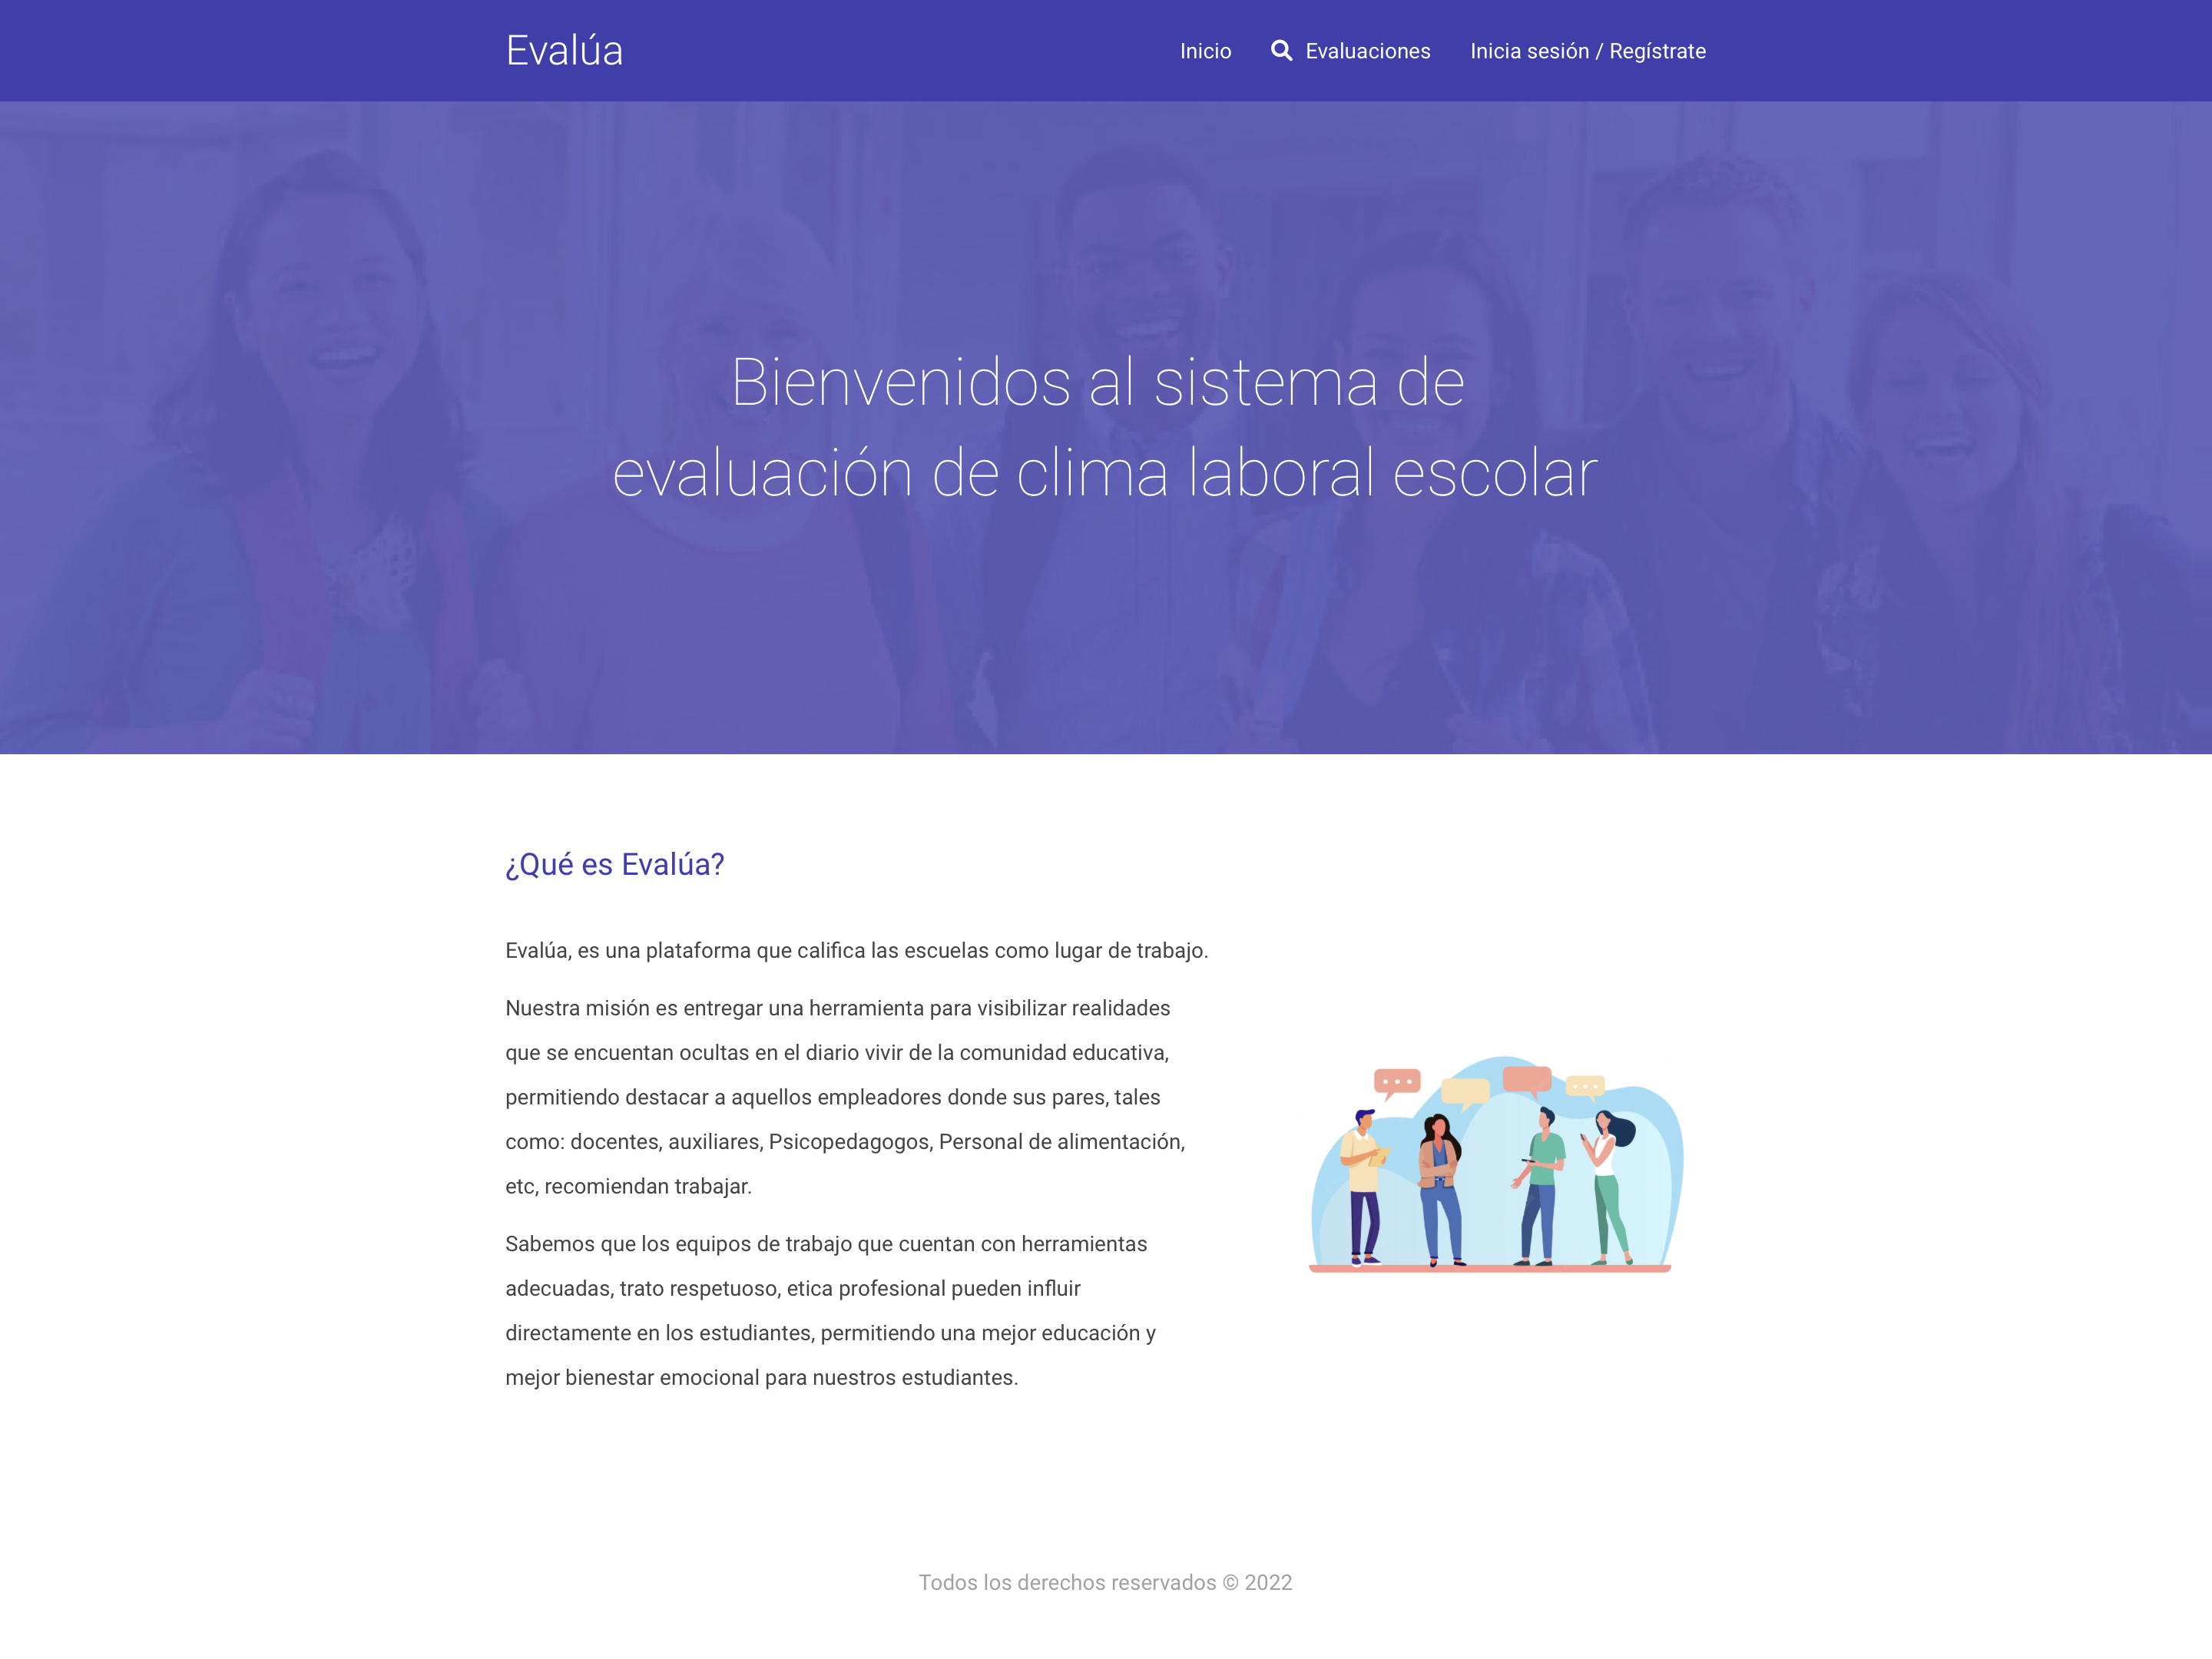 Evalúa
Inicio
Evaluaciones
Inicia sesión / Regístrate
Bienvenidos al sistema de
evaluación de clima laboral escolar
¿Qué es Evalúa?
Evalúa, es una plataforma que califica las escuelas como lugar de trabajo.
Nuestra misión es entregar una herramienta para visibilizar realidades
que se encuentan ocultas en el diario vivir de la comunidad educativa,
permitiendo destacar a aquellos empleadores donde sus pares, tales
como: docentes, auxiliares, Psicopedagogos, Personal de alimentación,
etc, recomiendan trabajar.
Sabemos que los equipos de trabajo que cuentan con herramientas
adecuadas, trato respetuoso, etica profesional pueden influir
directamente en los estudiantes, permitiendo una mejor educación y
mejor bienestar emocional para nuestros estudiantes.
Todos los derechos reservados © 2022